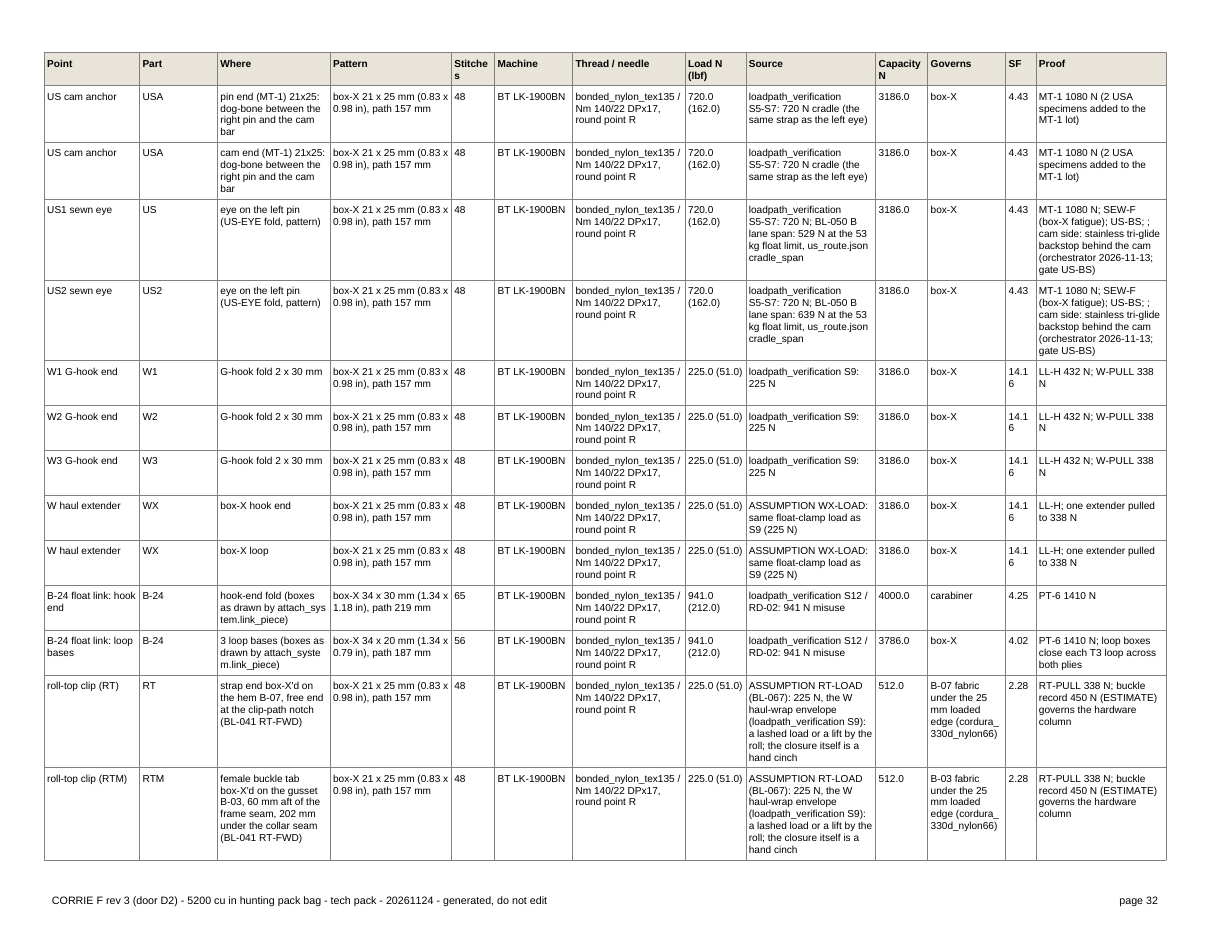 Point Part Where Pattern Stitche Machine Thread / needle Load N Source Capacity Governs SF Proof
s (lbf) N
US cam anchor USA pin end (MT-1) 21x25: box-X 21 x 25 mm (0.83 x 48 BT LK-1900BN bonded_nylon_tex135 / 720.0 loadpath_verification 3186.0 box-X 4.43 MT-1 1080 N (2 USA
dog-bone between the 0.98 in), path 157 mm Nm 140/22 DPx17, (162.0) S5-S7: 720 N cradle (the specimens added to the
right pin and the cam round point R same strap as the left eye) MT-1 lot)
bar
US cam anchor USA cam end (MT-1) 21x25: box-X 21 x 25 mm (0.83 x 48 BT LK-1900BN bonded_nylon_tex135 / 720.0 loadpath_verification 3186.0 box-X 4.43 MT-1 1080 N (2 USA
dog-bone between the 0.98 in), path 157 mm Nm 140/22 DPx17, (162.0) S5-S7: 720 N cradle (the specimens added to the
right pin and the cam round point R same strap as the left eye) MT-1 lot)
bar
US1 sewn eye US eye on the left pin box-X 21 x 25 mm (0.83 x 48 BT LK-1900BN bonded_nylon_tex135 / 720.0 loadpath_verification 3186.0 box-X 4.43 MT-1 1080 N; SEW-F
(US-EYE fold, pattern) 0.98 in), path 157 mm Nm 140/22 DPx17, (162.0) S5-S7: 720 N; BL-050 B (box-X fatigue); US-BS; ;
round point R lane span: 529 N at the 53 cam side: stainless tri-glide
kg float limit, us_route.json backstop behind the cam
cradle_span (orchestrator 2026-11-13;
gate US-BS)
US2 sewn eye US2 eye on the left pin box-X 21 x 25 mm (0.83 x 48 BT LK-1900BN bonded_nylon_tex135 / 720.0 loadpath_verification 3186.0 box-X 4.43 MT-1 1080 N; SEW-F
(US-EYE fold, pattern) 0.98 in), path 157 mm Nm 140/22 DPx17, (162.0) S5-S7: 720 N; BL-050 B (box-X fatigue); US-BS; ;
round point R lane span: 639 N at the 53 cam side: stainless tri-glide
kg float limit, us_route.json backstop behind the cam
cradle_span (orchestrator 2026-11-13;
gate US-BS)
W1 G-hook end W1 G-hook fold 2 x 30 mm box-X 21 x 25 mm (0.83 x 48 BT LK-1900BN bonded_nylon_tex135 / 225.0 (51.0) loadpath_verification S9: 3186.0 box-X 14.1 LL-H 432 N; W-PULL 338
0.98 in), path 157 mm Nm 140/22 DPx17, 225 N 6 N
round point R
W2 G-hook end W2 G-hook fold 2 x 30 mm box-X 21 x 25 mm (0.83 x 48 BT LK-1900BN bonded_nylon_tex135 / 225.0 (51.0) loadpath_verification S9: 3186.0 box-X 14.1 LL-H 432 N; W-PULL 338
0.98 in), path 157 mm Nm 140/22 DPx17, 225 N 6 N
round point R
W3 G-hook end W3 G-hook fold 2 x 30 mm box-X 21 x 25 mm (0.83 x 48 BT LK-1900BN bonded_nylon_tex135 / 225.0 (51.0) loadpath_verification S9: 3186.0 box-X 14.1 LL-H 432 N; W-PULL 338
0.98 in), path 157 mm Nm 140/22 DPx17, 225 N 6 N
round point R
W haul extender WX box-X hook end box-X 21 x 25 mm (0.83 x 48 BT LK-1900BN bonded_nylon_tex135 / 225.0 (51.0) ASSUMPTION WX-LOAD: 3186.0 box-X 14.1 LL-H; one extender pulled
0.98 in), path 157 mm Nm 140/22 DPx17, same float-clamp load as 6 to 338 N
round point R S9 (225 N)
W haul extender WX box-X loop box-X 21 x 25 mm (0.83 x 48 BT LK-1900BN bonded_nylon_tex135 / 225.0 (51.0) ASSUMPTION WX-LOAD: 3186.0 box-X 14.1 LL-H; one extender pulled
0.98 in), path 157 mm Nm 140/22 DPx17, same float-clamp load as 6 to 338 N
round point R S9 (225 N)
B-24 float link: hook B-24 hook-end fold (boxes box-X 34 x 30 mm (1.34 x 65 BT LK-1900BN bonded_nylon_tex135 / 941.0 loadpath_verification S12 / 4000.0 carabiner 4.25 PT-6 1410 N
end as drawn by attach_sys 1.18 in), path 219 mm Nm 140/22 DPx17, (212.0) RD-02: 941 N misuse
tem.link_piece) round point R
B-24 float link: loop B-24 3 loop bases (boxes as box-X 34 x 20 mm (1.34 x 56 BT LK-1900BN bonded_nylon_tex135 / 941.0 loadpath_verification S12 / 3786.0 box-X 4.02 PT-6 1410 N; loop boxes
bases drawn by attach_syste 0.79 in), path 187 mm Nm 140/22 DPx17, (212.0) RD-02: 941 N misuse close each T3 loop across
m.link_piece) round point R both plies
roll-top clip (RT) RT strap end box-X'd on box-X 21 x 25 mm (0.83 x 48 BT LK-1900BN bonded_nylon_tex135 / 225.0 (51.0) ASSUMPTION RT-LOAD 512.0 B-07 fabric 2.28 RT-PULL 338 N; buckle
the hem B-07, free end 0.98 in), path 157 mm Nm 140/22 DPx17, (BL-067): 225 N, the W under the 25 record 450 N (ESTIMATE)
at the clip-path notch round point R haul-wrap envelope mm loaded governs the hardware
(BL-041 RT-FWD) (loadpath_verification S9): edge (cordura_ column
a lashed load or a lift by the 330d_nylon66)
roll; the closure itself is a
hand cinch
roll-top clip (RTM) RTM female buckle tab box-X 21 x 25 mm (0.83 x 48 BT LK-1900BN bonded_nylon_tex135 / 225.0 (51.0) ASSUMPTION RT-LOAD 512.0 B-03 fabric 2.28 RT-PULL 338 N; buckle
box-X'd on the gusset 0.98 in), path 157 mm Nm 140/22 DPx17, (BL-067): 225 N, the W under the 25 record 450 N (ESTIMATE)
B-03, 60 mm aft of the round point R haul-wrap envelope mm loaded governs the hardware
frame seam, 202 mm (loadpath_verification S9): edge (cordura_ column
under the collar seam a lashed load or a lift by the 330d_nylon66)
(BL-041 RT-FWD) roll; the closure itself is a
hand cinch
CORRIE F rev 3 (door D2) - 5200 cu in hunting pack bag - tech pack - 20261124 - generated, do not edit page 32